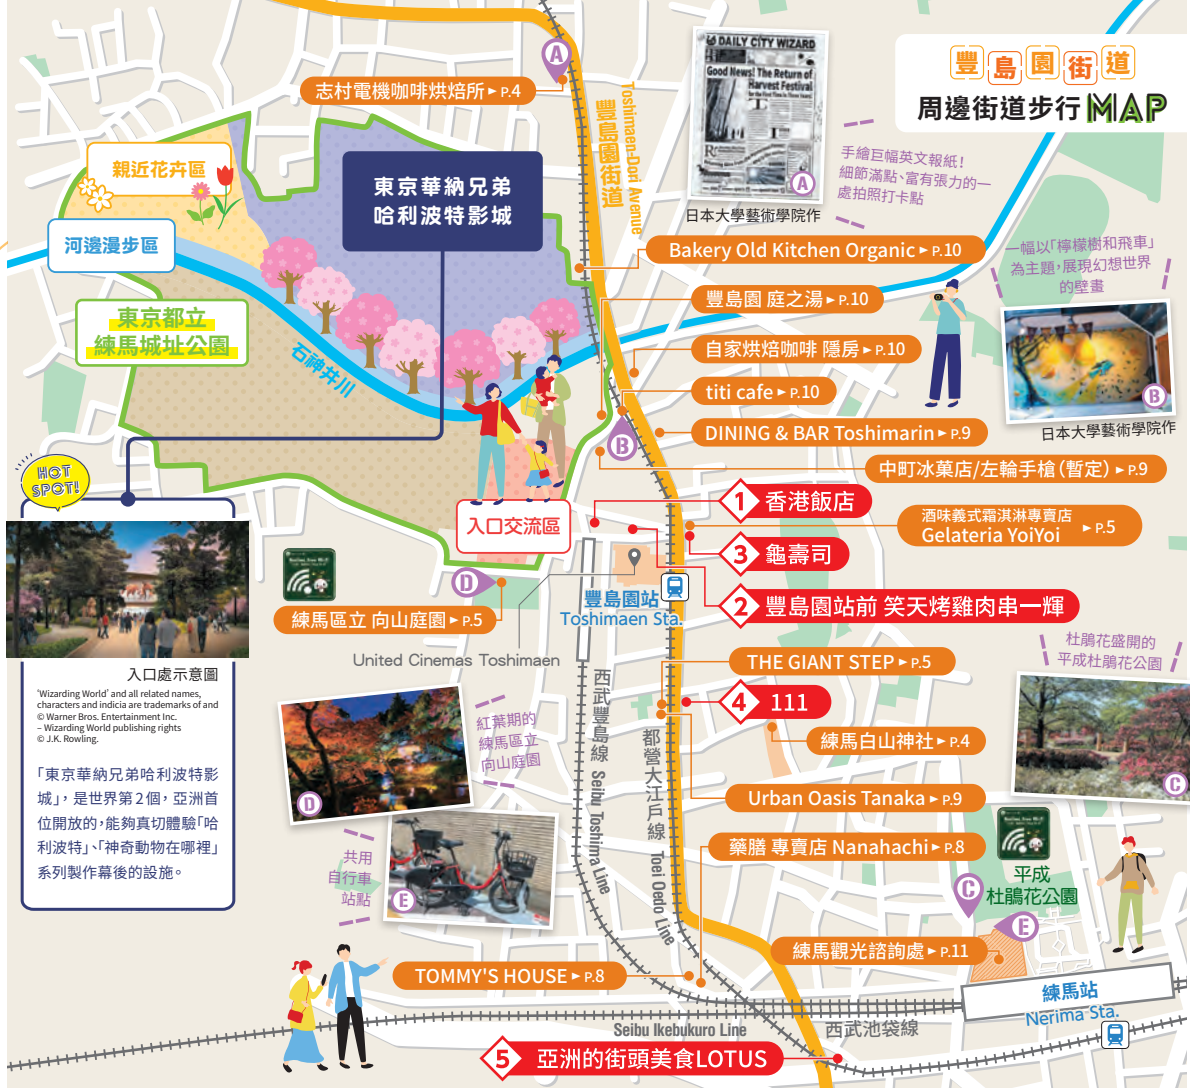 豐島園街道
周邊街道步行MAP
DAILY CITY WIZARD
Good News! The Return of
Harvest Festival
for the First Time in Three Years!
A
日本大學藝術學院作
手繪巨幅英文報紙！
細節滿點、富有張力的一
處拍照打卡點
A
志村電機咖啡烘焙所►P.4
Toshimaen-Dori Avenue
豐島園街道
親近花卉區
河邊漫步區
東京都立
練馬城址公園
東京華納兄弟
哈利波特影城
石神井川
Bakery Old Kitchen Organic►P.10
豐島園 庭之湯►P.10
自家烘焙咖啡 隱房►P.10
titi cafe►P.10
B
DINING & BAR Toshimarin►P.9
中町冰菓店/左輪手槍（暫定）►P.9
一幅以「檸檬樹和飛車」
為主題，展現幻想世界
的壁畫
B
日本大學藝術學院作
HOT
SPOT!
入口交流區
1 香港飯店
酒味義式霜淇淋專賣店
Gelateria YoiYoi ►P.5
3 龜壽司
2 豐島園站前 笑天烤雞肉串一輝
D
練馬區立 向山庭園►P.5
豐島園站
Toshimaen Sta.
United Cinemas Toshimaen
入口處示意圖
‘Wizarding World’ and all related names,
characters and indicia are trademarks of and
© Warner Bros. Entertainment Inc.
– Wizarding World publishing rights
© J.K. Rowling.
「東京華納兄弟哈利波特影
城」，是世界第2個，亞洲首
位開放的，能夠真切體驗「哈
利波特」、「神奇動物在哪裡」
系列製作幕後的設施。
THE GIANT STEP►P.5
4 111
練馬白山神社►P.4
杜鵑花盛開的
平成杜鵑花公園
C
紅葉期的
練馬區立
向山庭園
D
西武豐島線 Seibu Toshima Line
都營大江戶線 Toei Oedo Line
Urban Oasis Tanaka►P.9
藥膳 專賣店 Nanahachi►P.8
共用
自行車
站點
E
平成
杜鵑花公園
C
E
練馬觀光諮詢處►P.11
TOMMY'S HOUSE►P.8
練馬站
Nerima Sta.
Seibu Ikebukuro Line
西武池袋線
5 亞洲的街頭美食LOTUS